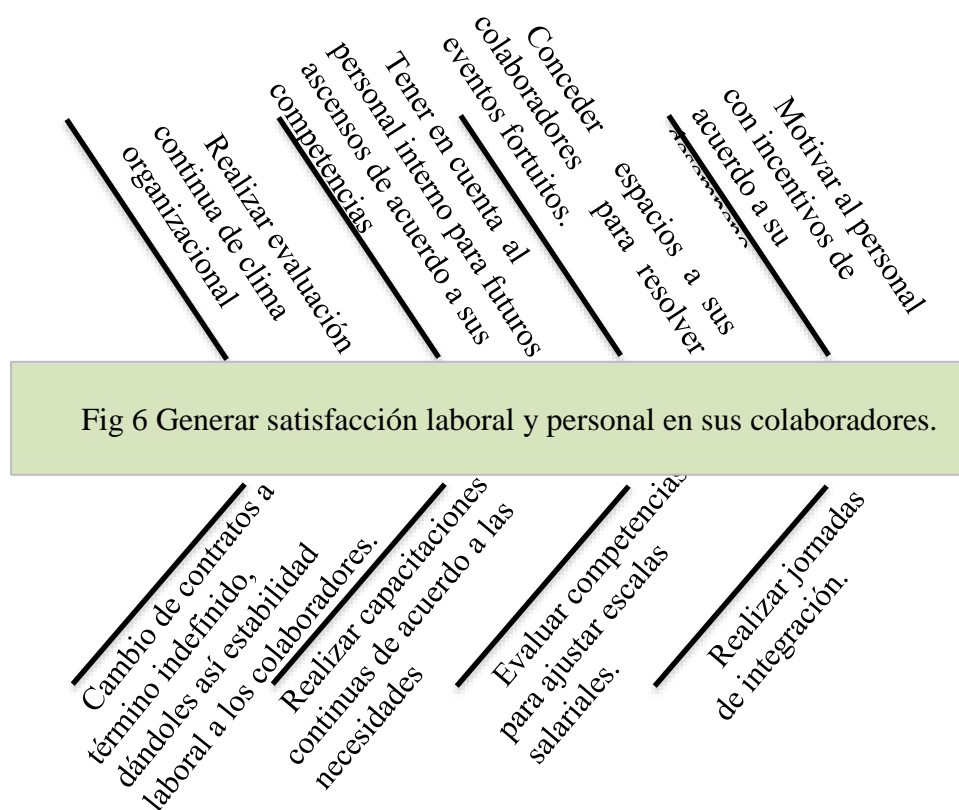 Realizar evaluación
continua de clima
organizacional
Tener en cuenta al
personal interno para futuros
ascensos de acuerdo a sus
competencias
Conceder espacios a sus
colaboradores para resolver
eventos fortuitos.
Motivar al personal
con incentivos de
acuerdo a su
Fig 6 Generar satisfacción laboral y personal en sus colaboradores.
Cambio de contratos a
término indefinido,
dándoles así estabilidad
laboral a los colaboradores.
Realizar capacitaciones
continuas de acuerdo a las
necesidades
Evaluar competencias
para ajustar escalas
salariales.
Realizar jornadas
de integración.